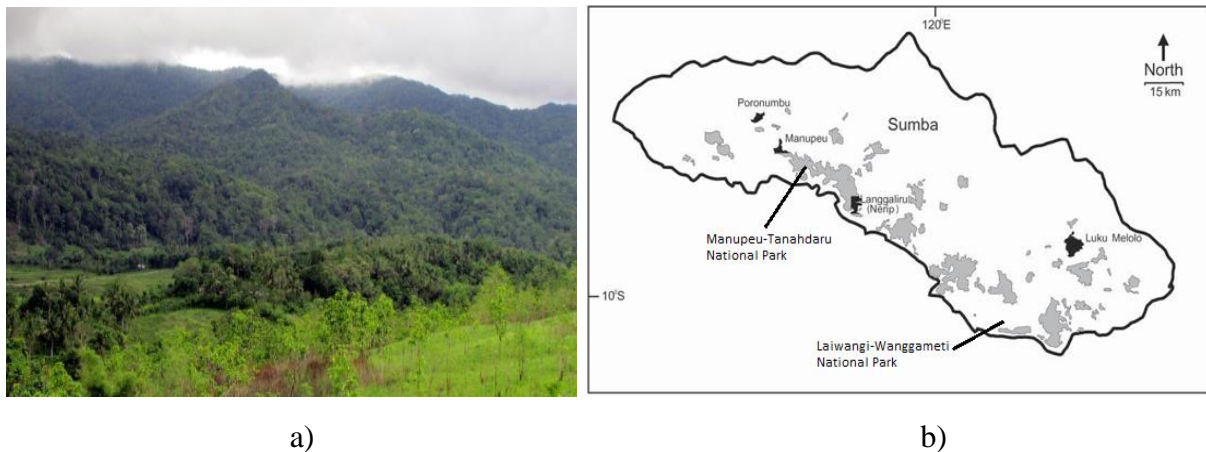 120°E
North
15 km
Poronumbu
Sumba
Manupeu
Langgaliru
(Nerip)
Luku Melolo
Manupeu-Tanahdaru
National Park
10°S
Laiwangi-Wanggameti
National Park
a)
b)